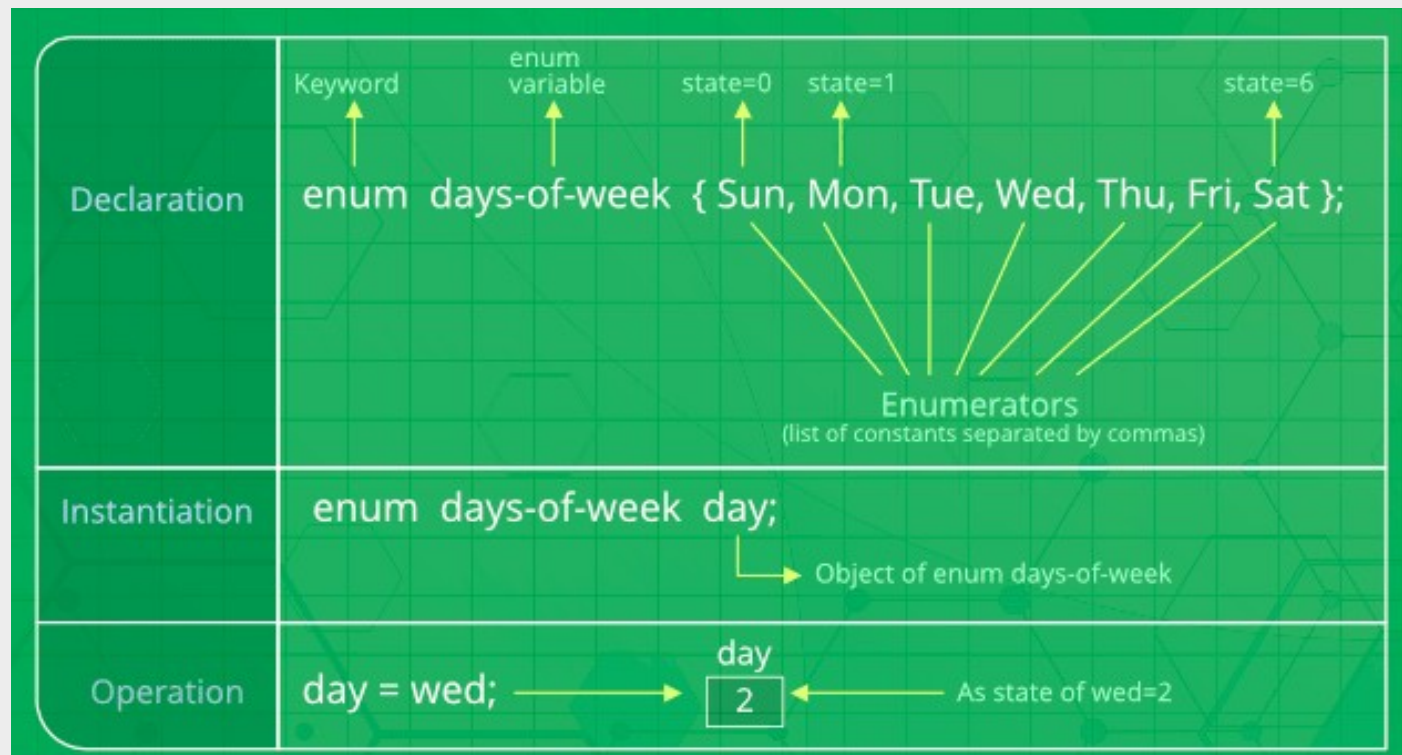 Keyword
enum variable
state=0
state=1
state=6
Declaration
enum days-of-week { Sun, Mon, Tue, Wed, Thu, Fri, Sat };
Enumerators
(list of constants separated by commas)
Instantiation
enum days-of-week day;
Object of enum days-of-week
day
Operation
day = wed;
2
As state of wed=2